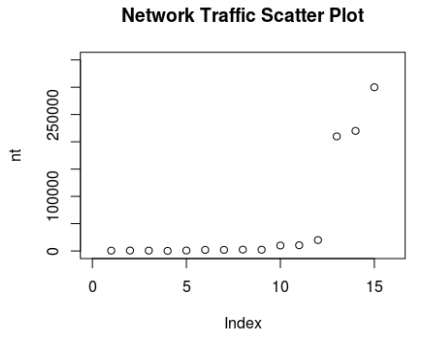 Network Traffic Scatter Plot
nt
250000
100000
0
0 5 10 15
Index